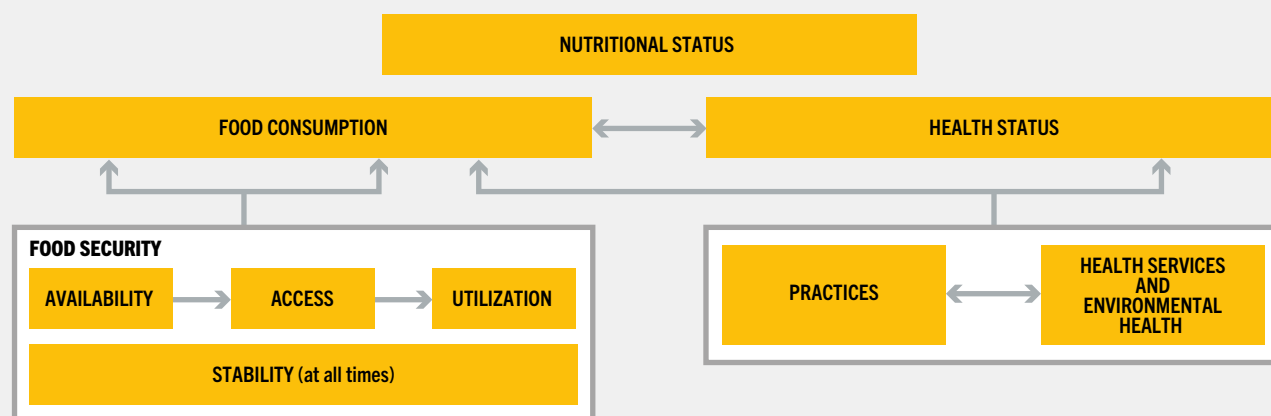 NUTRITIONAL STATUS
FOOD CONSUMPTION
HEALTH STATUS
FOOD SECURITY
AVAILABILITY
ACCESS
UTILIZATION
STABILITY (at all times)
PRACTICES
HEALTH SERVICES
AND
ENVIRONMENTAL
HEALTH